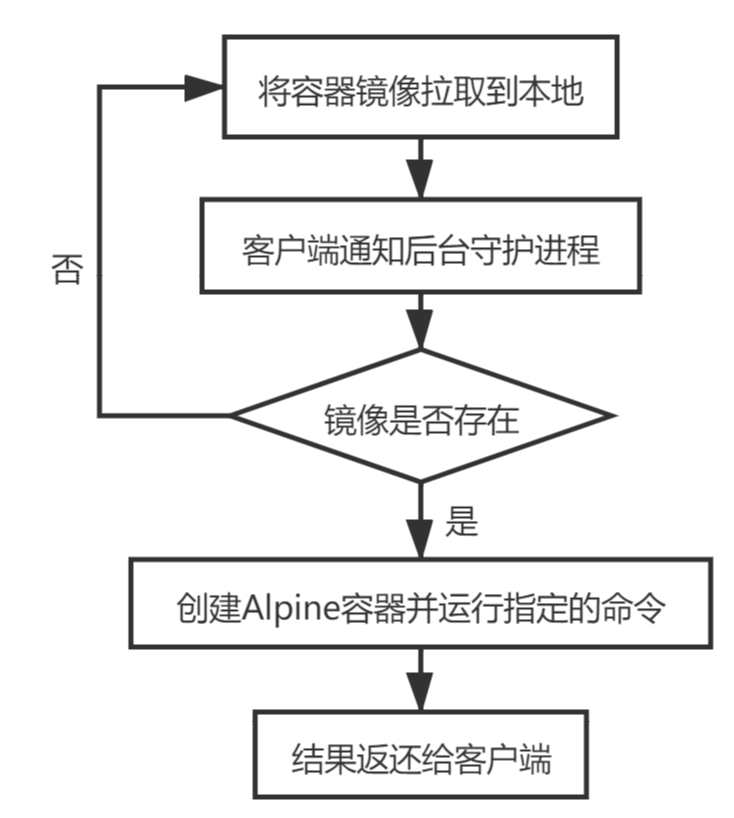 将容器镜像拉取到本地
客户端通知后台守护进程
否
镜像是否存在
是
创建Alpine容器并运行指定的命令
结果返还给客户端